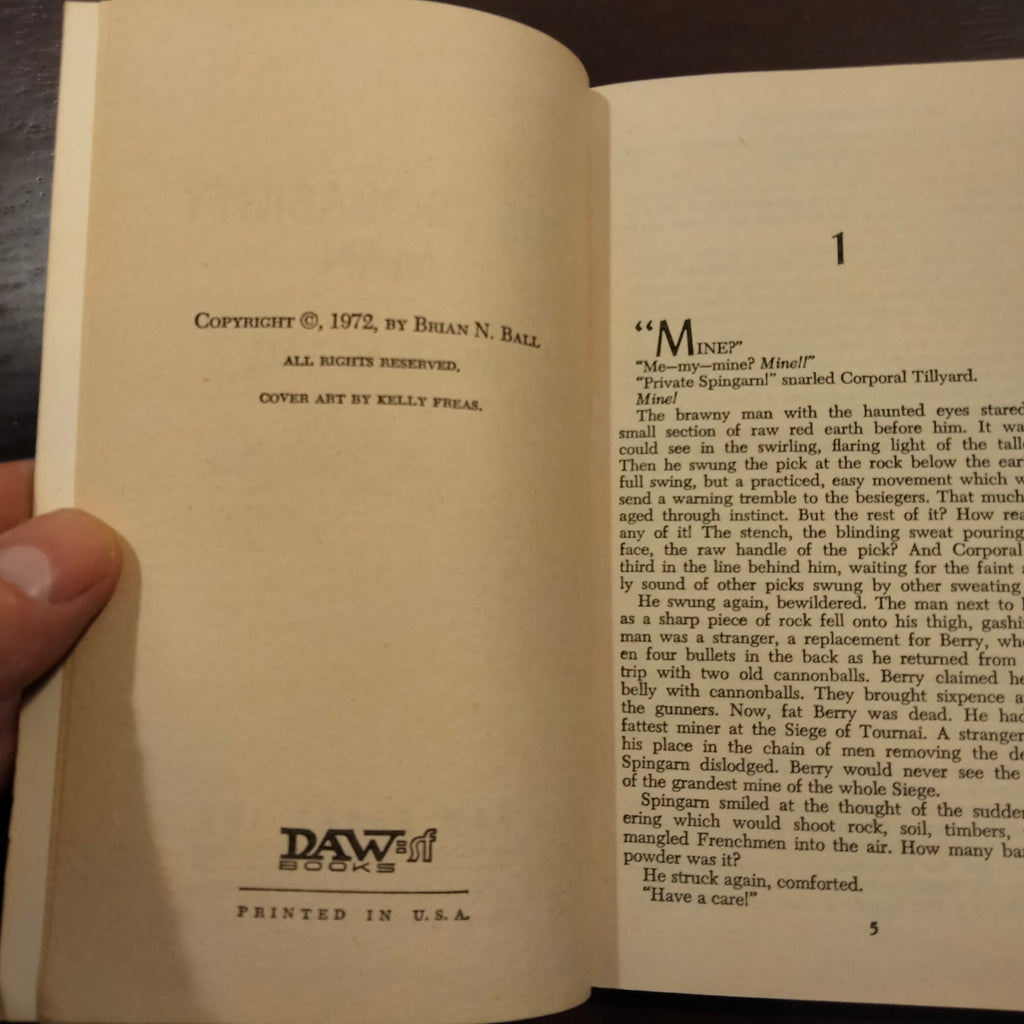 COPYRIGHT ©, 1972, BY BRIAN N. BALL
ALL RIGHTS RESERVED.
COVER ART BY KELLY FREAS.
DAW sf
BOOKS
PRINTED IN U.S.A.
1
"MINE?"
"Me—my—mine? Mine!!"
"Private Spingarn!" snarled Corporal Tillyard.
Mine!
The brawny man with the haunted eyes stared
small section of raw red earth before him. It
could see in the swirling, flaring light of the
Then he swung the pick at the rock below the
full swing, but a practiced, easy movement which
send a warning tremble to the besiegers. That much
aged through instinct. But the rest of it? How
any of it! The stench, the blinding sweat pouring
face, the raw handle of the pick? And Corporal
third in the line behind him, waiting for the faint
ly sound of other picks swung by other sweating
He swung again, bewildered. The man next to
as a sharp piece of rock fell onto his thigh,
man was a stranger, a replacement for Berry,
en four bullets in the back as he returned from
trip with two old cannonballs. Berry claimed
belly with cannonballs. They brought sixpence
the gunners. Now, fat Berry was dead. He had
fattest miner at the Siege of Tournai. A stranger
his place in the chain of men removing the
Spingarn dislodged. Berry would never see the
of the grandest mine of the whole Siege.
Spingarn smiled at the thought of the
ering which would shoot rock, soil, timbers,
mangled Frenchmen into the air. How many
powder was it?
He struck again, comforted.
"Have a care!"
5